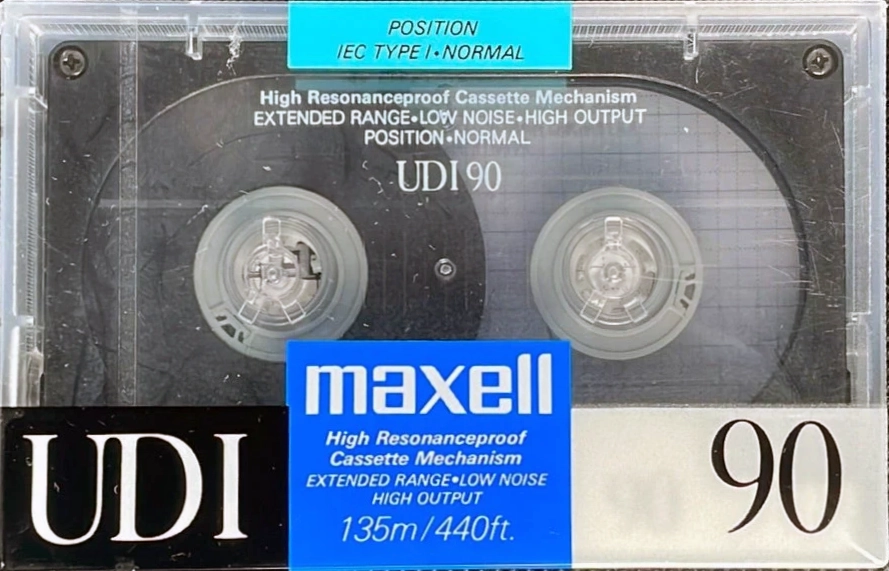 POSITION
IEC TYPE I•NORMAL
High Resonanceproof Cassette Mechanism
EXTENDED RANGE•LOW NOISE•HIGH OUTPUT
POSITION•NORMAL
UDI 90
maxell
High Resonanceproof
Cassette Mechanism
EXTENDED RANGE•LOW NOISE
HIGH OUTPUT
135m/440ft.
UDI
90